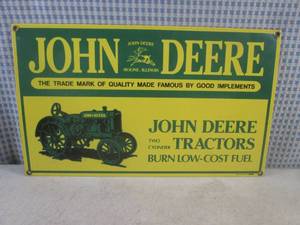 JOHN DEERE
JOHN DEERE
MOLINE, ILLINOIS
THE TRADE MARK OF QUALITY MADE FAMOUS BY GOOD IMPLEMENTS
JOHN DEERE
JOHN DEERE
TWO
CYLINDER
TRACTORS
BURN LOW-COST FUEL